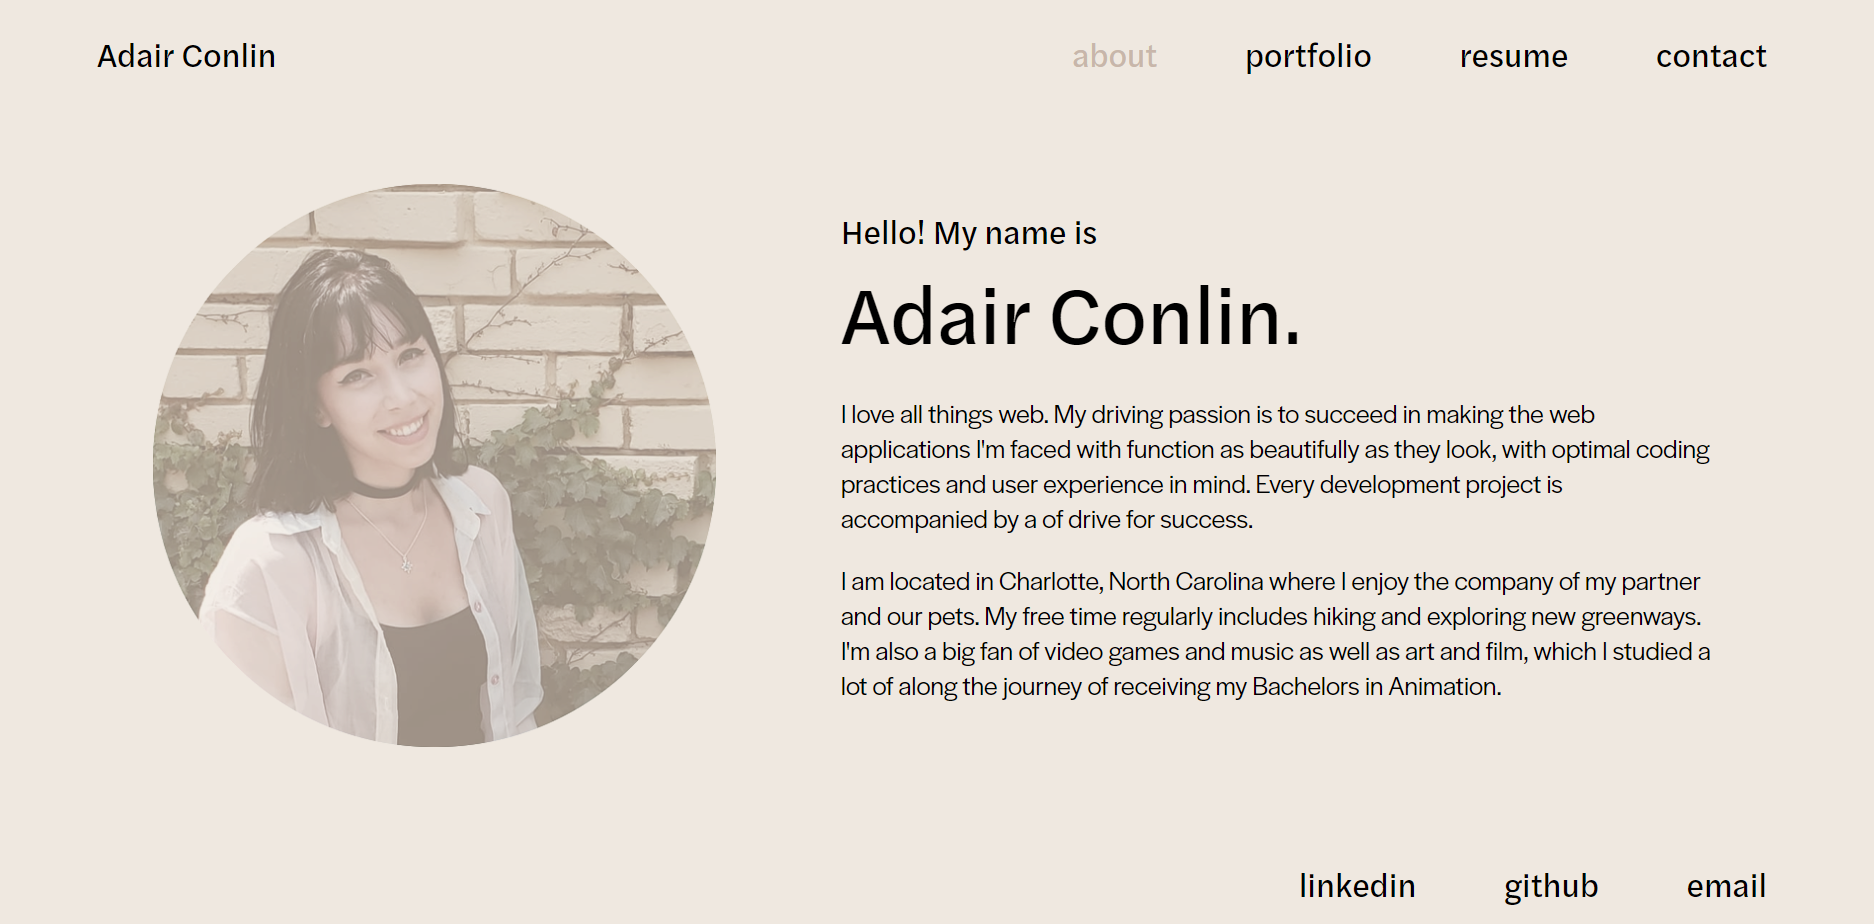 Adair Conlin
about portfolio resume contact
Hello! My name is
Adair Conlin.
I love all things web. My driving passion is to succeed in making the web
applications I'm faced with function as beautifully as they look, with optimal coding
practices and user experience in mind. Every development project is
accompanied by a of drive for success.
I am located in Charlotte, North Carolina where I enjoy the company of my partner
and our pets. My free time regularly includes hiking and exploring new greenways.
I'm also a big fan of video games and music as well as art and film, which I studied a
lot of along the journey of receiving my Bachelors in Animation.
linkedin github email